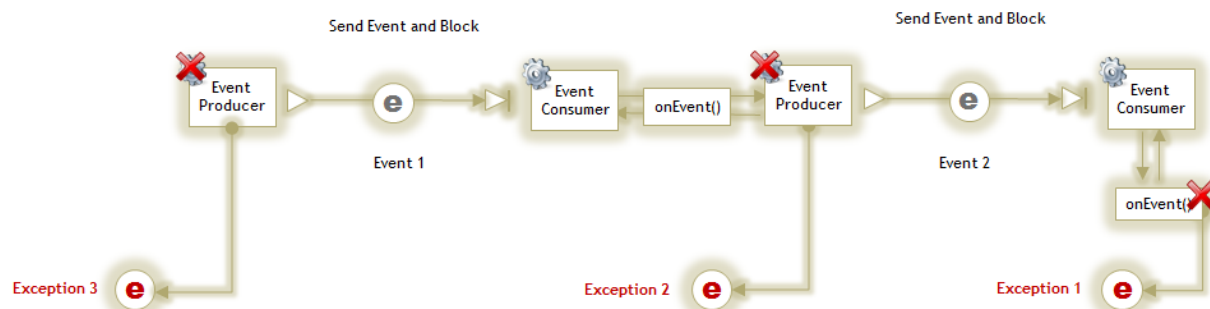 Send Event and Block
Send Event and Block
Event
Producer
e
Event
Consumer
onEvent()
Event
Producer
e
Event
Consumer
Event 1
Event 2
onEvent()
Exception 3
e
Exception 2
e
Exception 1
e